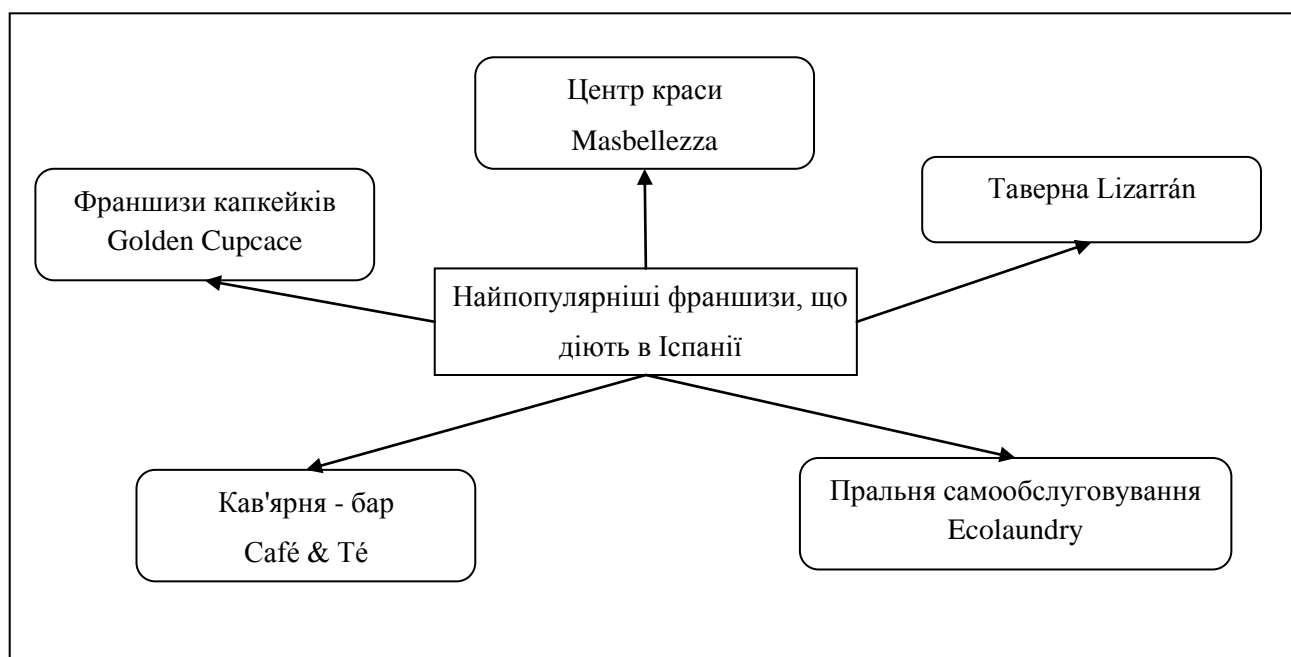 Центр краси
Masbellezza
Франшизи капкейків
Golden Cupcace
Таверна Lizarrán
Найпопулярніші франшизи, що
діють в Іспанії
Кав'ярня - бар
Café & Té
Пральня самообслуговування
Ecolaundry